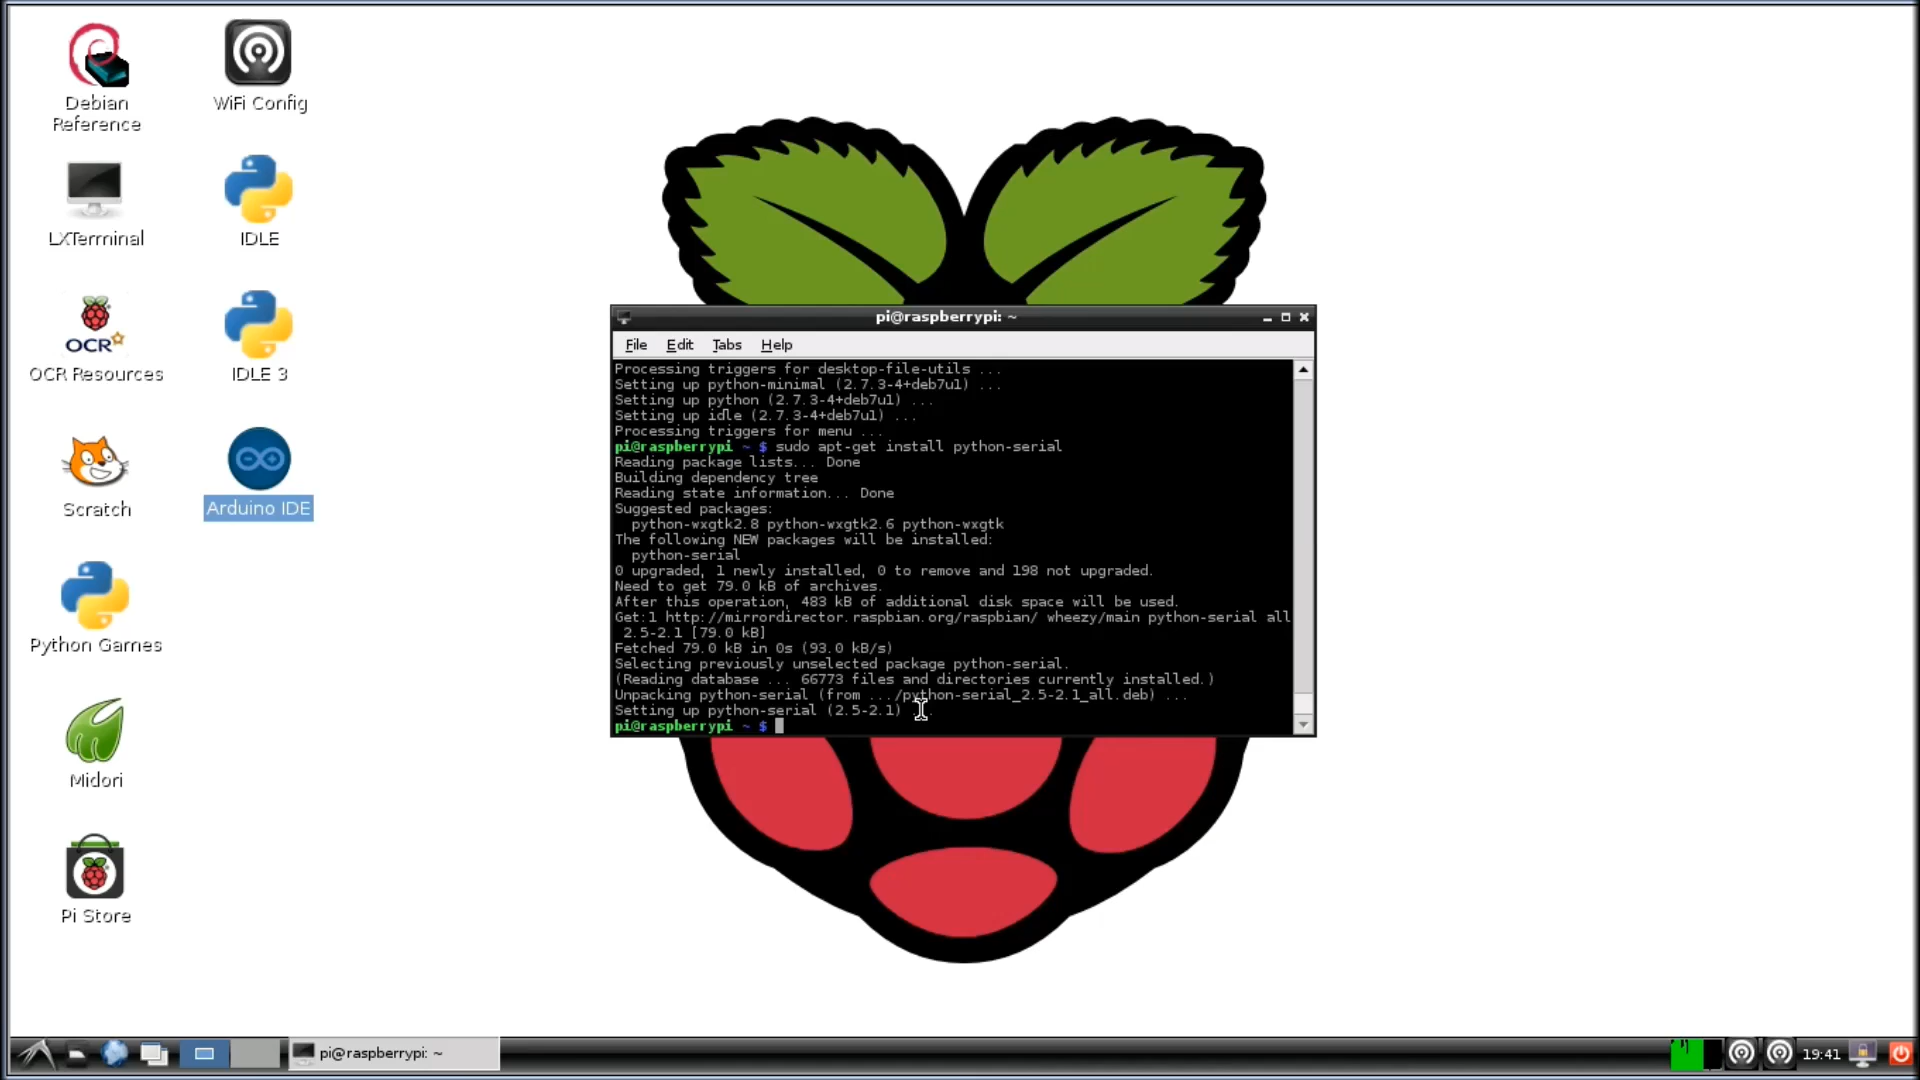 Debian
Reference
WiFi Config
LXTerminal
IDLE
OCR
OCR Resources
IDLE 3
Scratch
Arduino IDE
Python Games
Midori
Pi Store
pi@raspberrypi: ~
File Edit Tabs Help
Processing triggers for desktop-file-utils ...
Setting up python-minimal (2.7.3-4+deb7u1) ...
Setting up python (2.7.3-4+deb7u1) ...
Setting up idle (2.7.3-4+deb7u1) ...
Processing triggers for menu ...
pi@raspberrypi ~ $ sudo apt-get install python-serial
Reading package lists... Done
Building dependency tree
Reading state information... Done
Suggested packages:
python-wxgtk2.8 python-wxgtk2.6 python-wxgtk
The following NEW packages will be installed:
python-serial
0 upgraded, 1 newly installed, 0 to remove and 198 not upgraded.
Need to get 79.0 kB of archives.
After this operation, 483 kB of additional disk space will be used.
Get:1 http://mirrordirector.raspbian.org/raspbian/ wheezy/main python-serial all
2.5-2.1 [79.0 kB]
Fetched 79.0 kB in 0s (93.0 kB/s)
Selecting previously unselected package python-serial.
(Reading database ... 66773 files and directories currently installed.)
Unpacking python-serial (from .../python-serial_2.5-2.1_all.deb) ...
Setting up python-serial (2.5-2.1) ...
pi@raspberrypi ~ $
pi@raspberrypi: ~
19:41